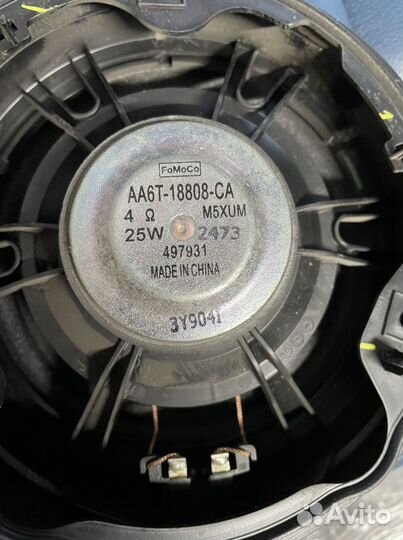 FoMoCo
AA6T-18808-CA
4 Ω M5XUM
25W 2473
497931
MADE IN CHINA
3Y904I
Avito